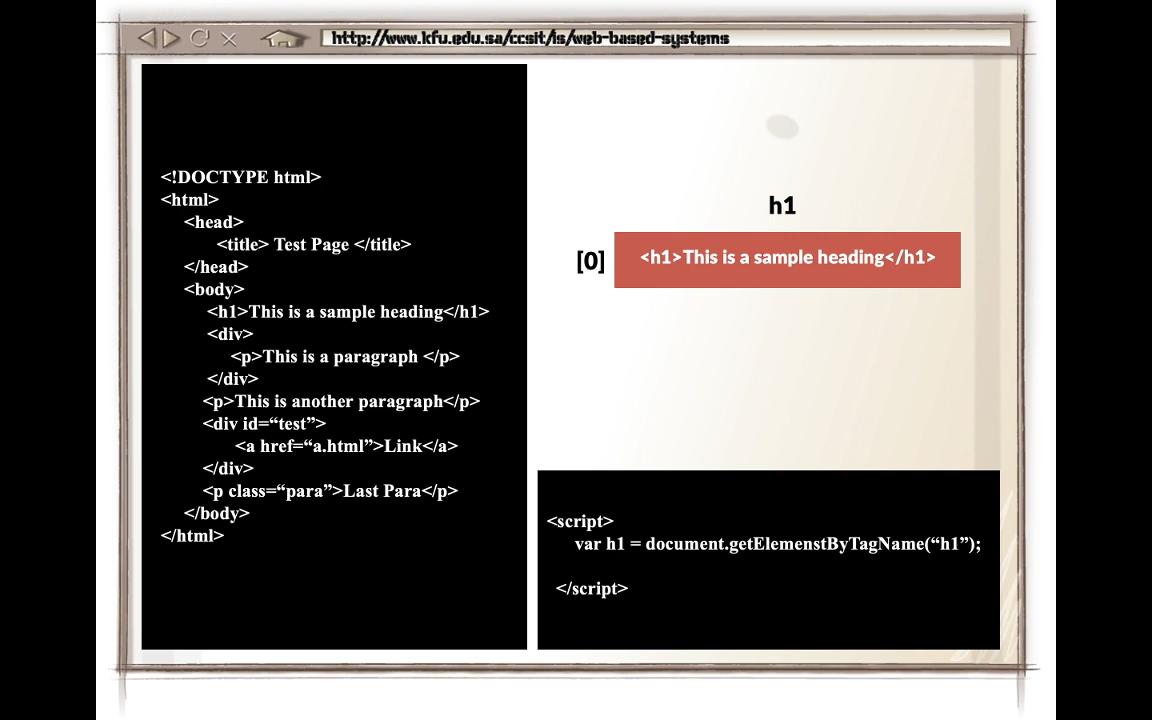 http://www.kfu.edu.sa/ccsit/is/web-based-systems
<!DOCTYPE html>
<html>
<head>
<title> Test Page </title>
</head>
<body>
<h1>This is a sample heading</h1>
<div>
<p>This is a paragraph </p>
</div>
<p>This is another paragraph</p>
<div id=“test”>
<a href=“a.html”>Link</a>
</div>
<p class=“para”>Last Para</p>
</body>
</html>
h1
[0] <h1>This is a sample heading</h1>
<script>
var h1 = document.getElemenstByTagName(“h1”);
</script>